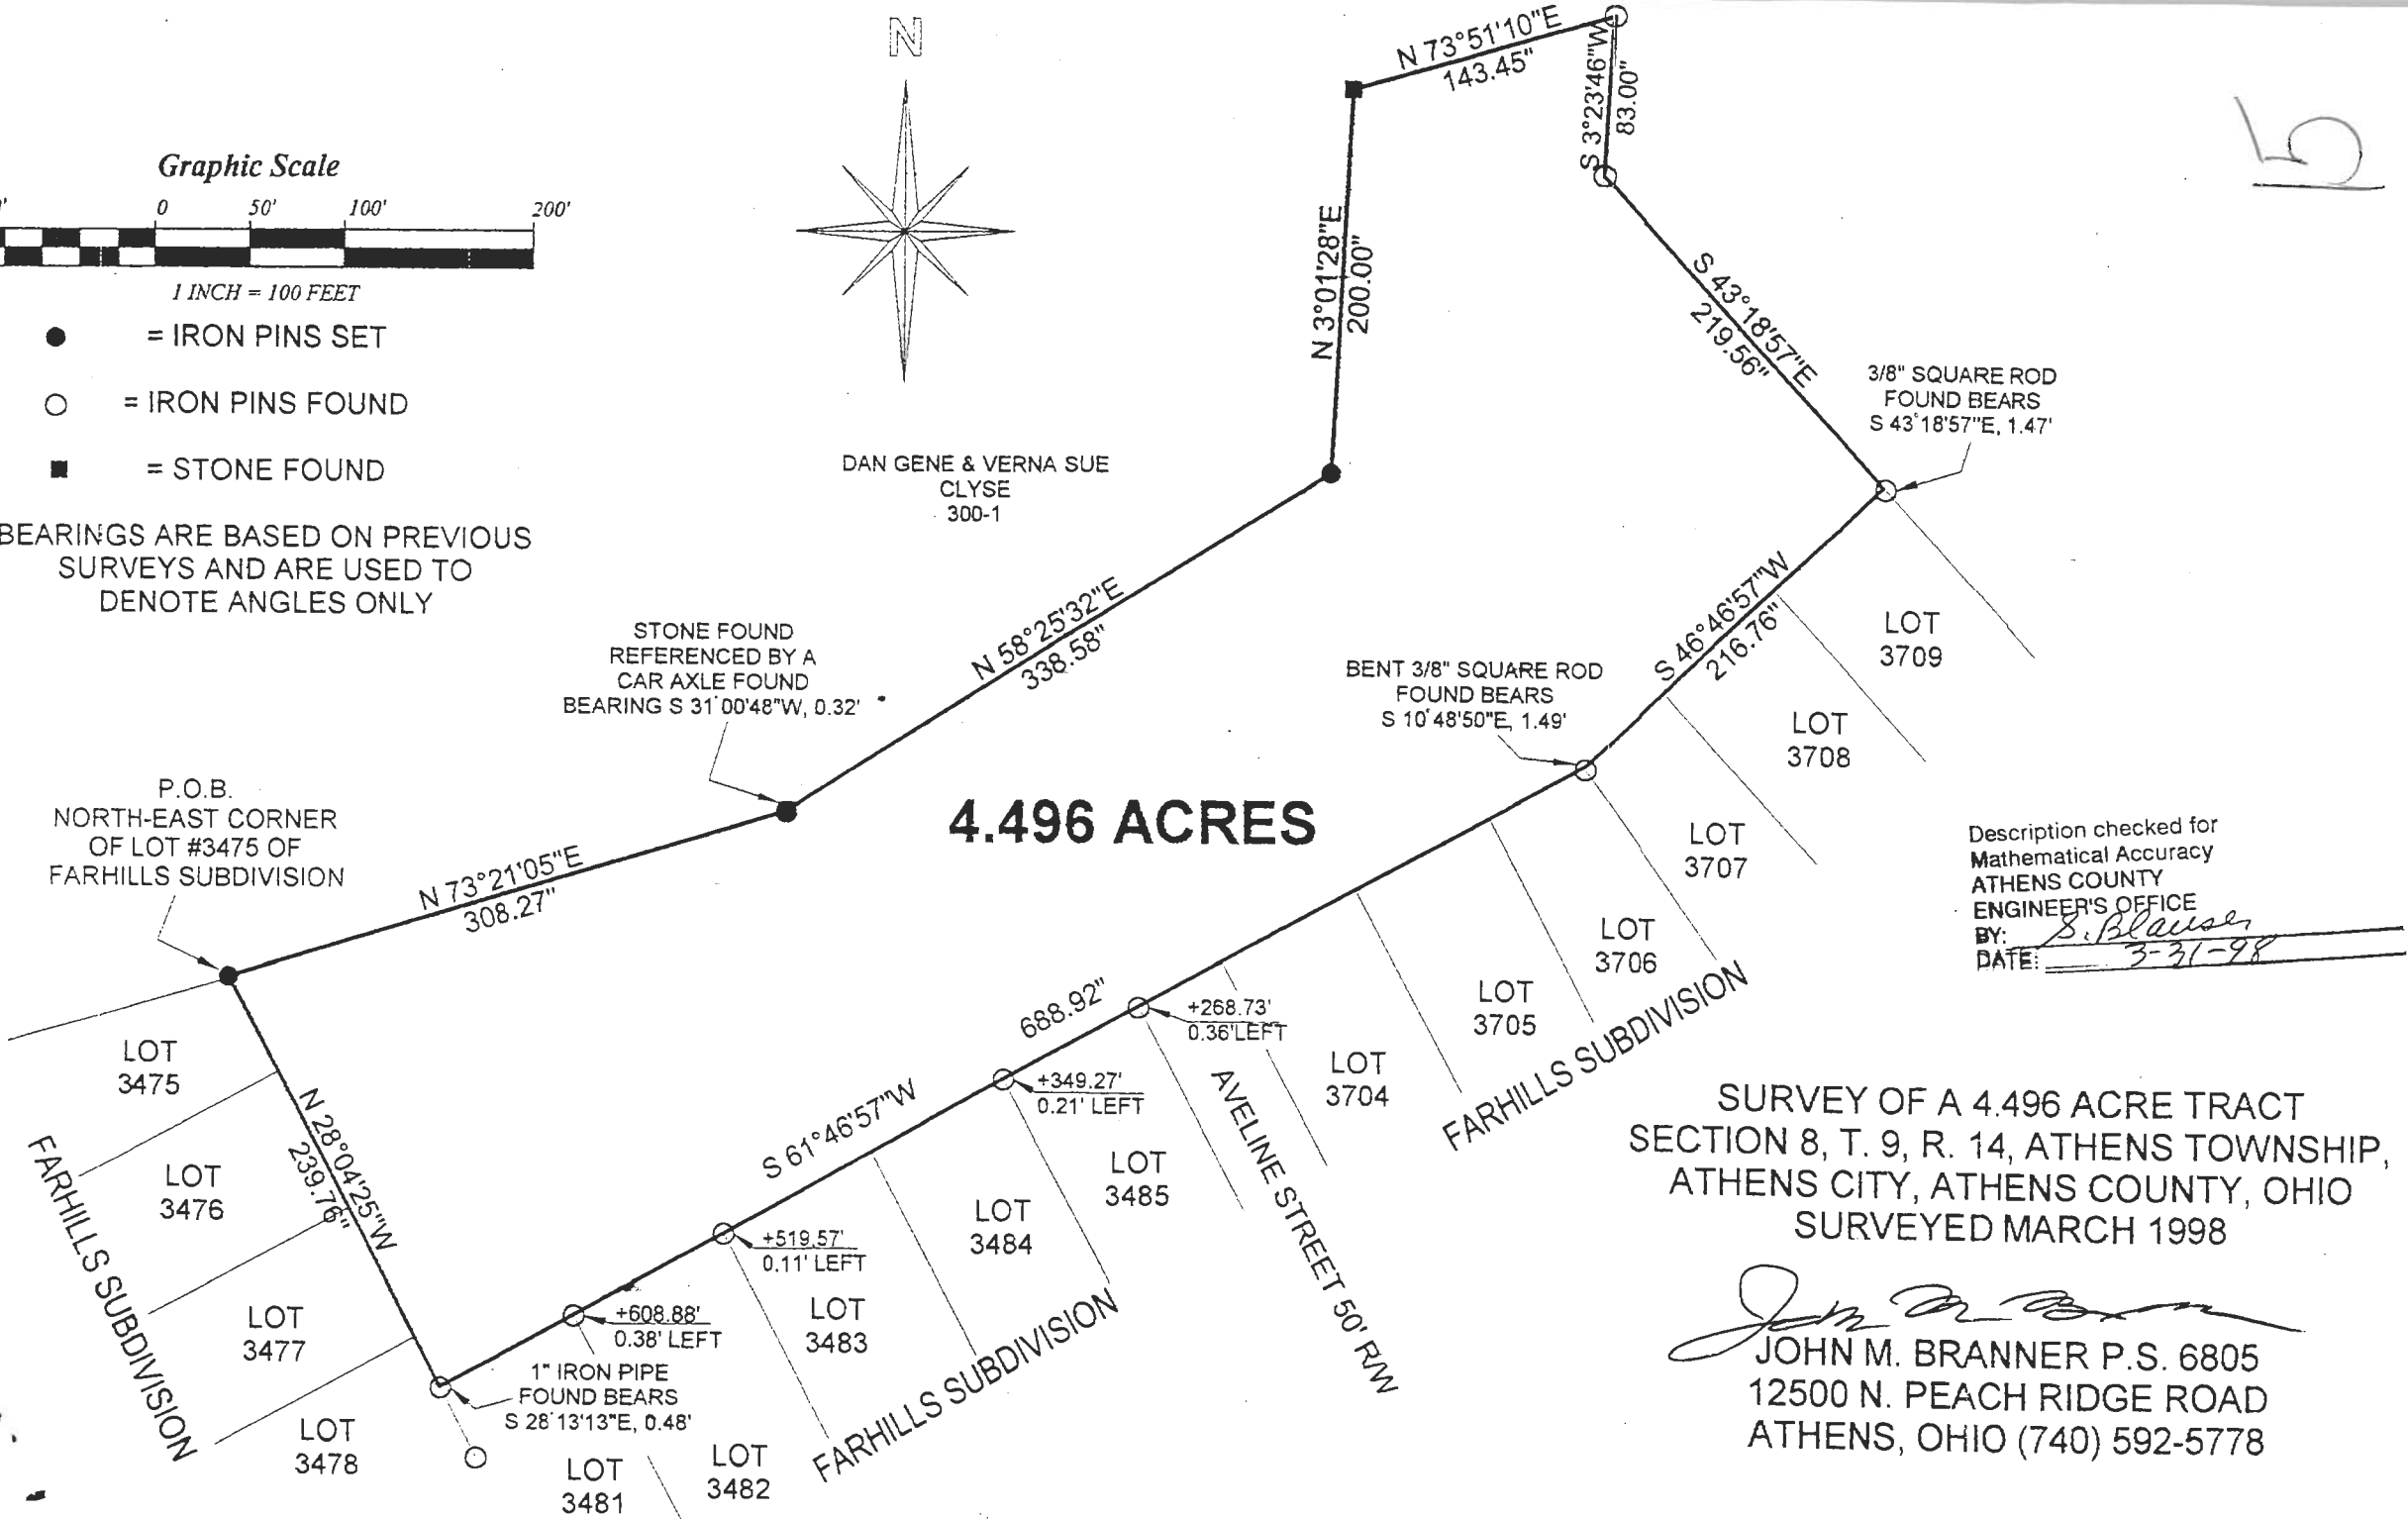 N
Graphic Scale
0 50' 100' 200'
1 INCH = 100 FEET
= IRON PINS SET
= IRON PINS FOUND
= STONE FOUND
BEARINGS ARE BASED ON PREVIOUS
SURVEYS AND ARE USED TO
DENOTE ANGLES ONLY
N 73°51'10"E
143.45"
S 3°23'46"W
83.00"
N 3°01'28"E
200.00"
S 43°18'57"E
219.56"
3/8" SQUARE ROD
FOUND BEARS
S 43°18'57"E, 1.47'
DAN GENE & VERNA SUE
CLYSE
300-1
STONE FOUND
REFERENCED BY A
CAR AXLE FOUND
BEARING S 31°00'48"W, 0.32'
N 58°25'32"E
338.58"
BENT 3/8" SQUARE ROD
FOUND BEARS
S 10°48'50"E, 1.49'
S 46°46'57"W
216.76"
LOT
3709
LOT
3708
LOT
3707
LOT
3706
LOT
3705
LOT
3704
FARHILLS SUBDIVISION
P.O.B.
NORTH-EAST CORNER
OF LOT #3475 OF
FARHILLS SUBDIVISION
N 73°21'05"E
308.27"
4.496 ACRES
Description checked for
Mathematical Accuracy
ATHENS COUNTY
ENGINEER'S OFFICE
BY: S. Blauser
DATE: 3-31-98
LOT
3475
LOT
3476
LOT
3477
LOT
3478
FARHILLS SUBDIVISION
N 28°04'25"W
239.76"
S 61°46'57"W
688.92"
+268.73'
0.36'LEFT
+349.27'
0.21' LEFT
+519.57'
0.11' LEFT
+608.88'
0.38' LEFT
1" IRON PIPE
FOUND BEARS
S 28°13'13"E, 0.48'
LOT
3485
LOT
3484
LOT
3483
LOT
3482
LOT
3481
FARHILLS SUBDIVISION
AVELINE STREET 50' R/W
SURVEY OF A 4.496 ACRE TRACT
SECTION 8, T. 9, R. 14, ATHENS TOWNSHIP,
ATHENS CITY, ATHENS COUNTY, OHIO
SURVEYED MARCH 1998
JOHN M. BRANNER P.S. 6805
12500 N. PEACH RIDGE ROAD
ATHENS, OHIO (740) 592-5778